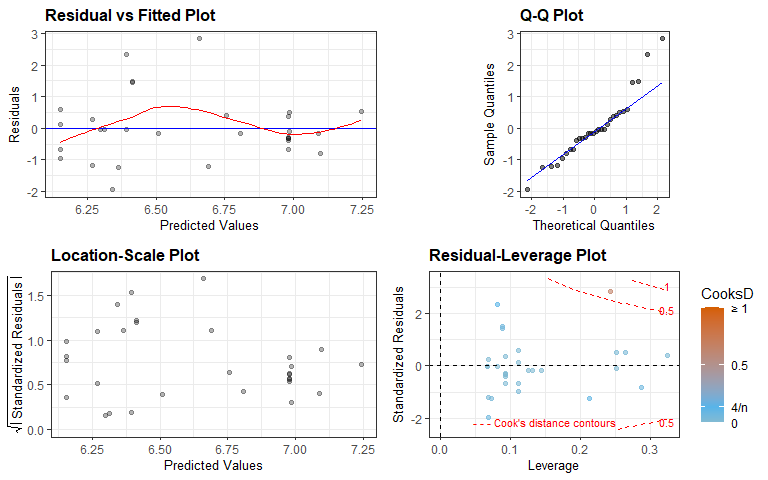 Residual vs Fitted Plot
Residuals
3
2
1
0
-1
-2
6.25 6.50 6.75 7.00 7.25
Predicted Values
Q-Q Plot
Sample Quantiles
3
2
1
0
-1
-2
-2 -1 0 1 2
Theoretical Quantiles
Location-Scale Plot
√| Standardized Residuals |
1.5
1.0
0.5
0.0
6.25 6.50 6.75 7.00 7.25
Predicted Values
Residual-Leverage Plot
Standardized Residuals
2
0
-2
1
0.5
Cook's distance contours
0.5
0.0 0.1 0.2 0.3
Leverage
CooksD
≥ 1
0.5
4/n
0